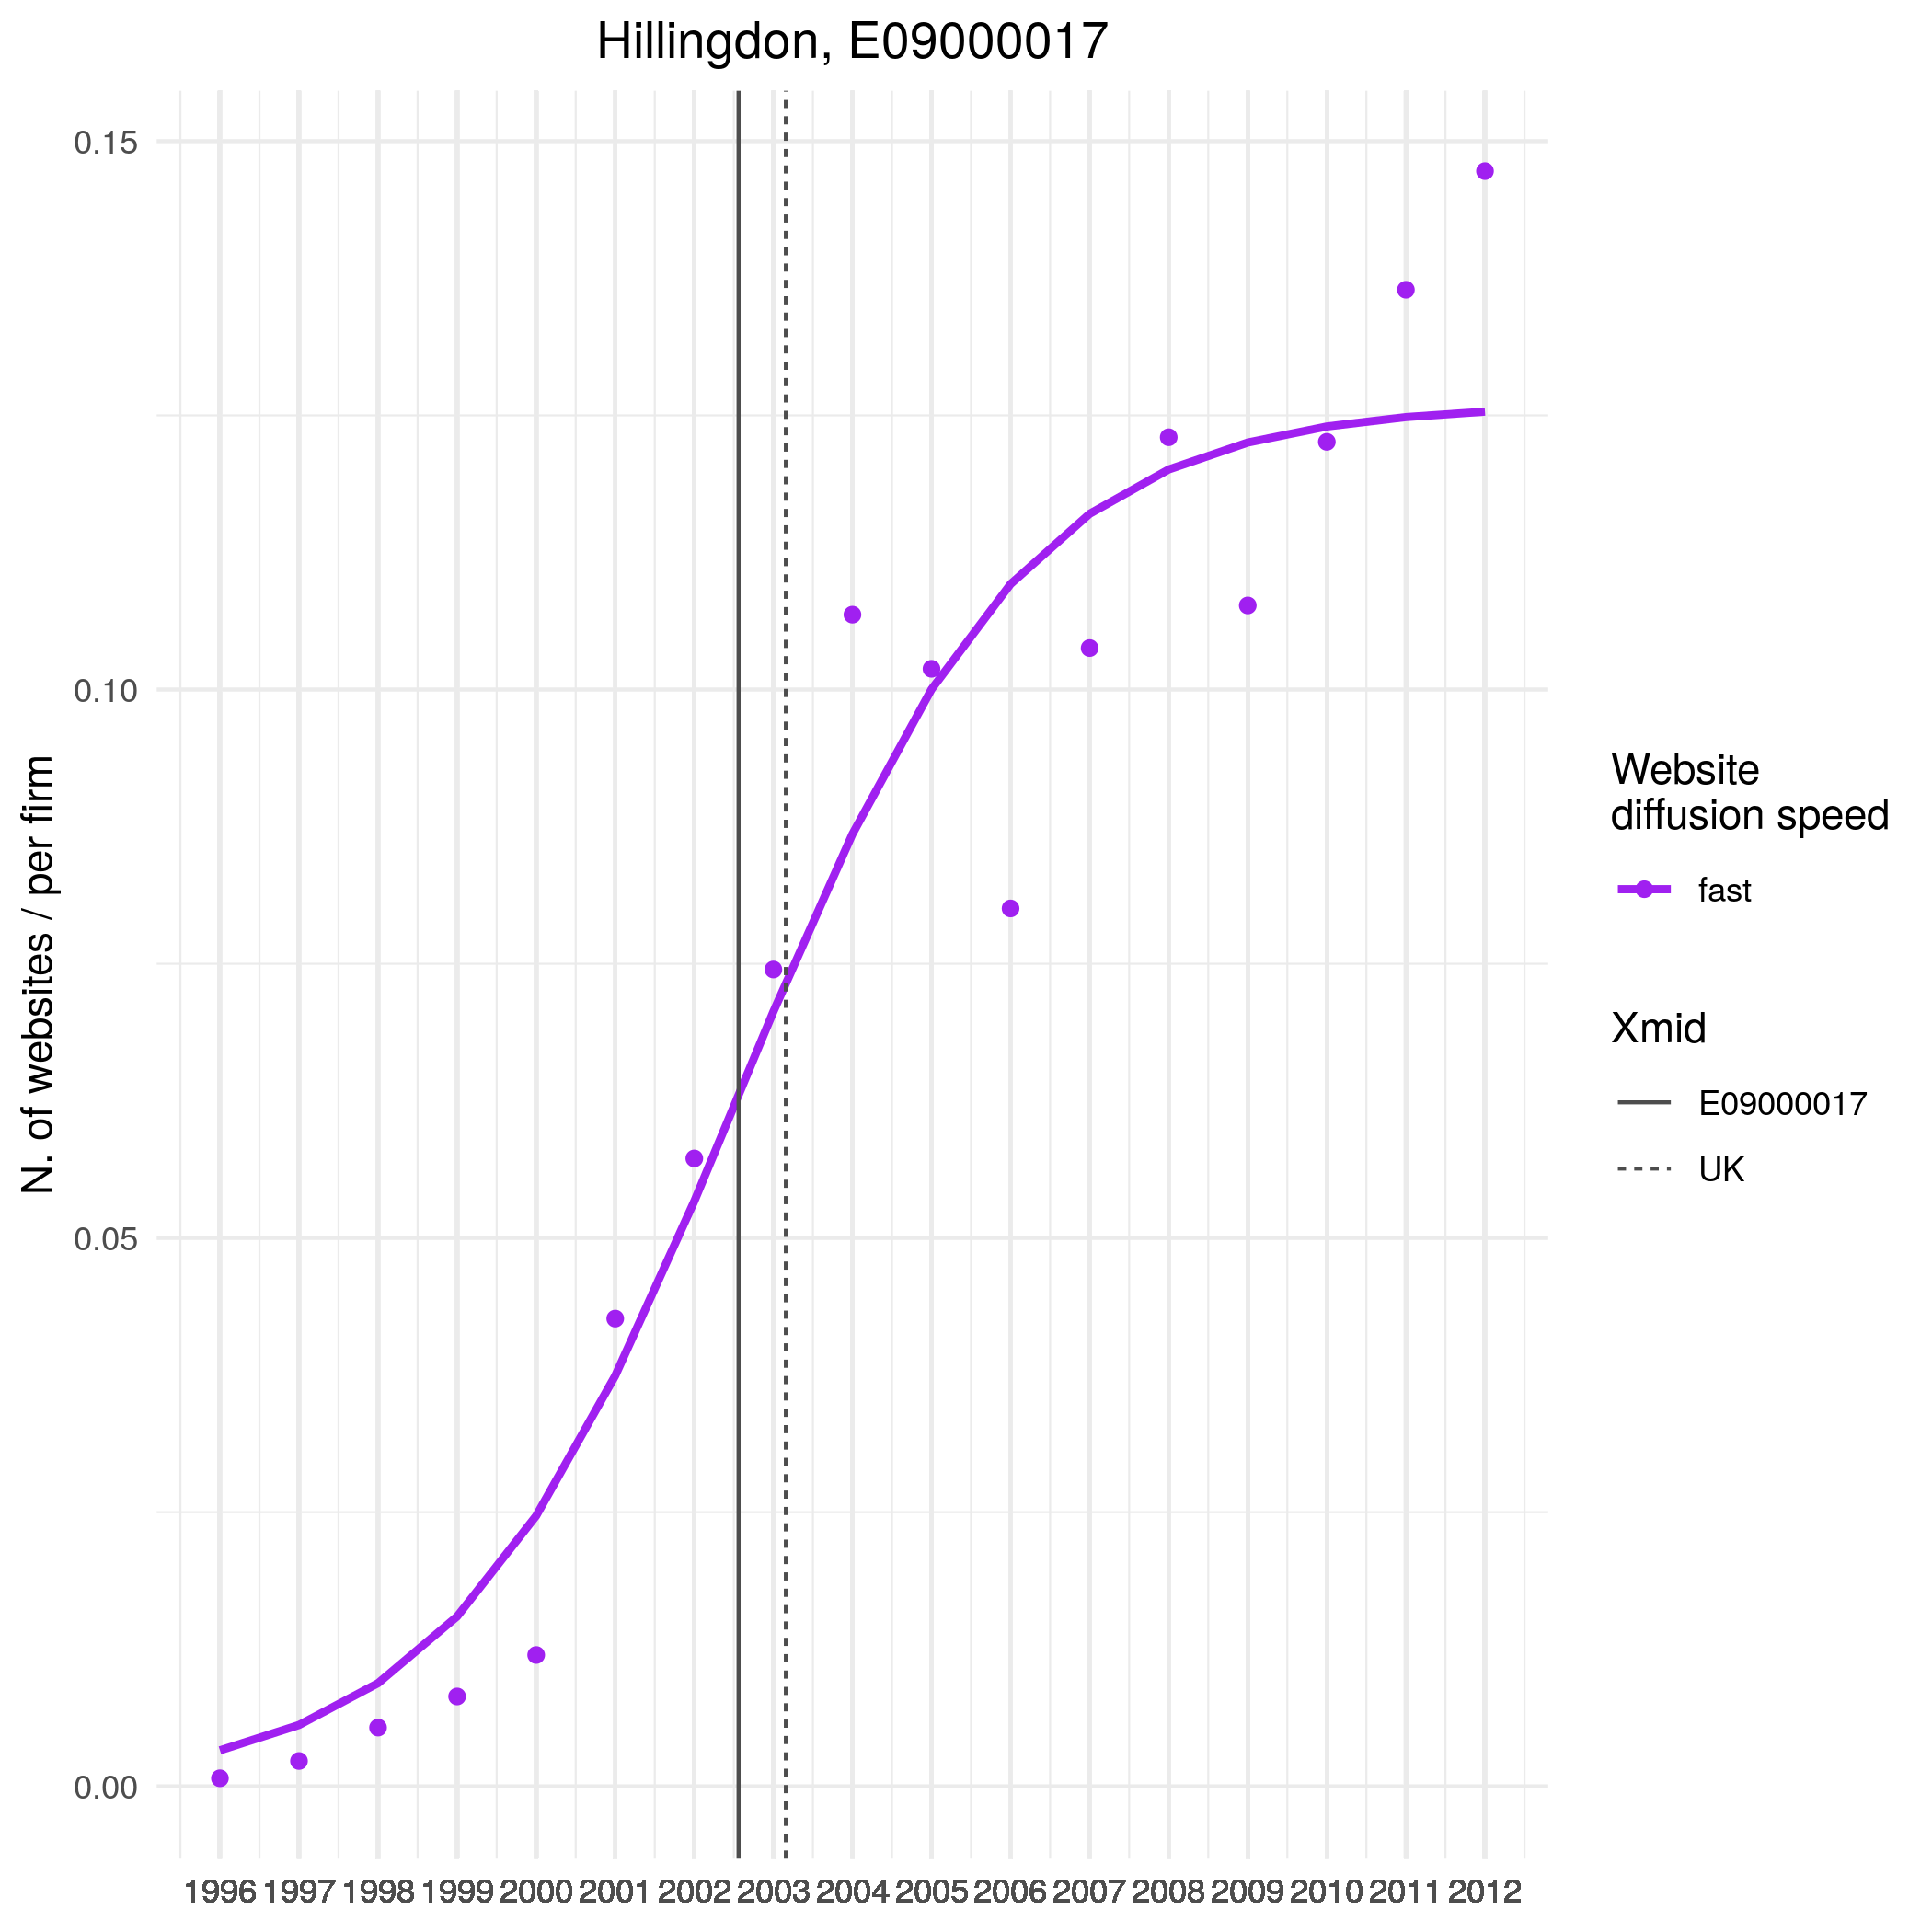 Hillingdon, E09000017
N. of websites / per firm
0.15
0.10
0.05
0.00
1996 1997 1998 1999 2000 2001 2002 2003 2004 2005 2006 2007 2008 2009 2010 2011 2012
Website
diffusion speed
fast
Xmid
E09000017
UK